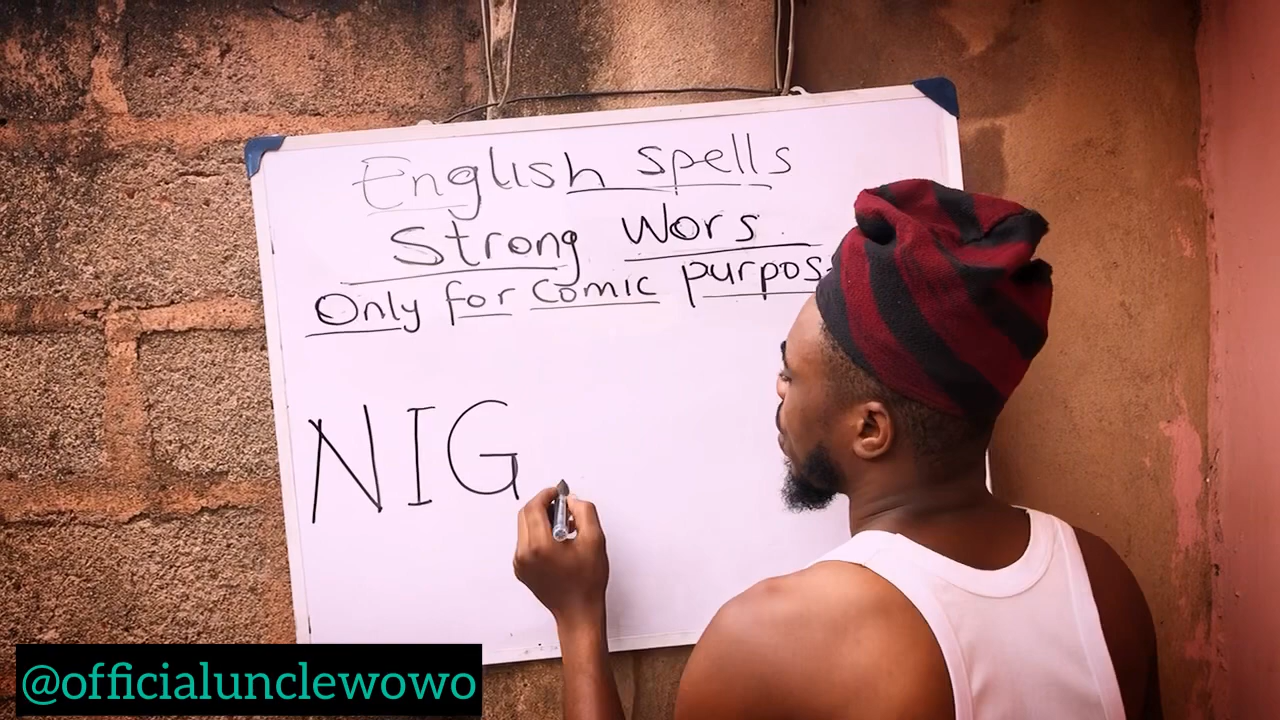 English spells
Strong Wors
Only for Comic purpos
NIG
@officialunclewowo